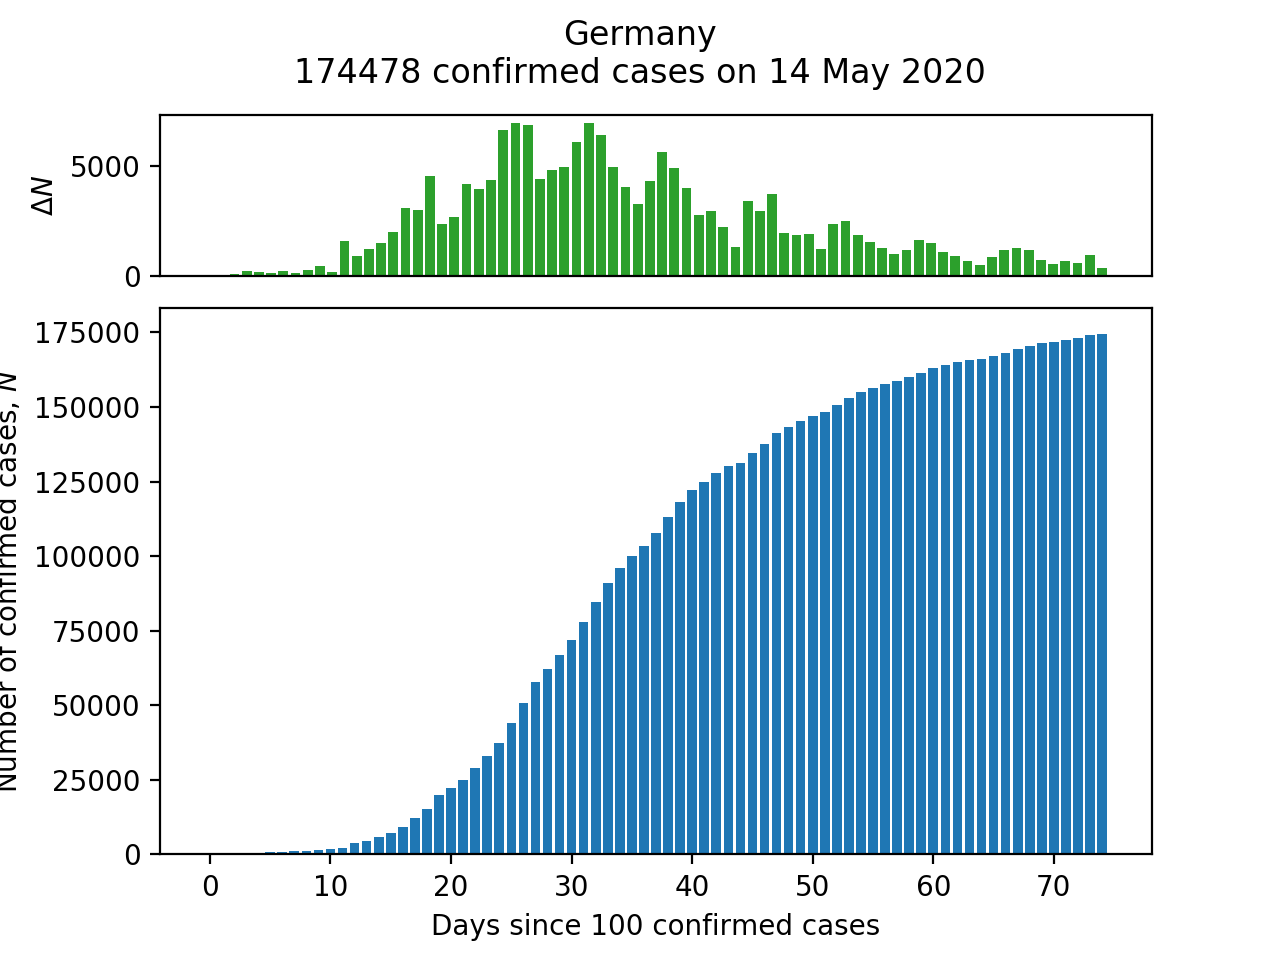 Germany
174478 confirmed cases on 14 May 2020
ΔN
5000
0
Number of confirmed cases, N
175000
150000
125000
100000
75000
50000
25000
0
0 10 20 30 40 50 60 70
Days since 100 confirmed cases